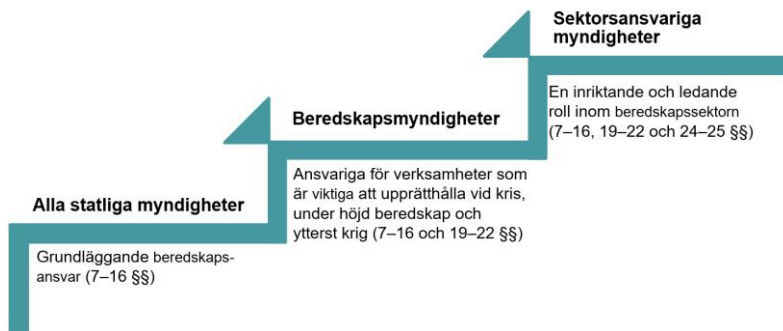 Sektorsansvariga
myndigheter
En inriktande och ledande
roll inom beredskapssektorn
(7–16, 19–22 och 24–25 §§)
Beredskapsmyndigheter
Ansvariga för verksamheter som
är viktiga att upprätthålla vid kris,
under höjd beredskap och
ytterst krig (7–16 och 19–22 §§)
Alla statliga myndigheter
Grundläggande beredskaps-
ansvar (7–16 §§)